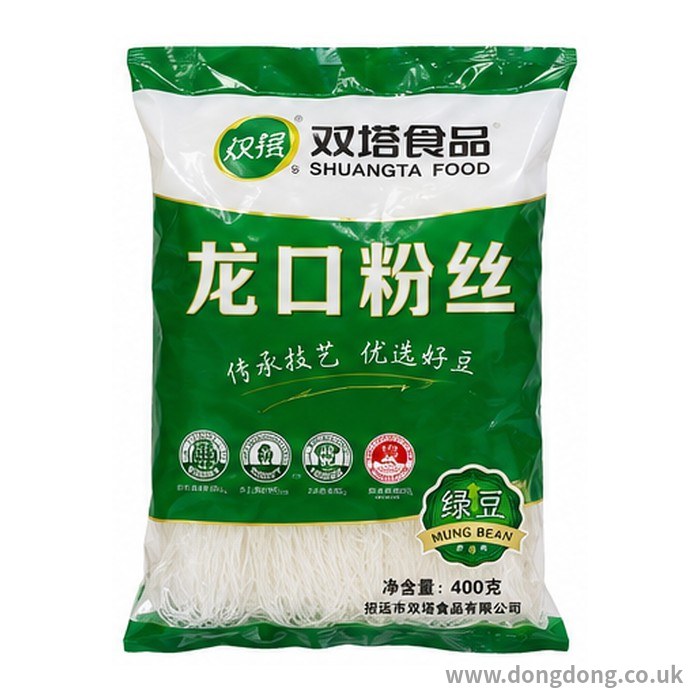 双塔食品
SHUANGTA FOOD
龙口粉丝
传承技艺 优选好豆
绿豆
MUNG BEAN
净含量：400克
招远市双塔食品有限公司
www.dongdong.co.uk